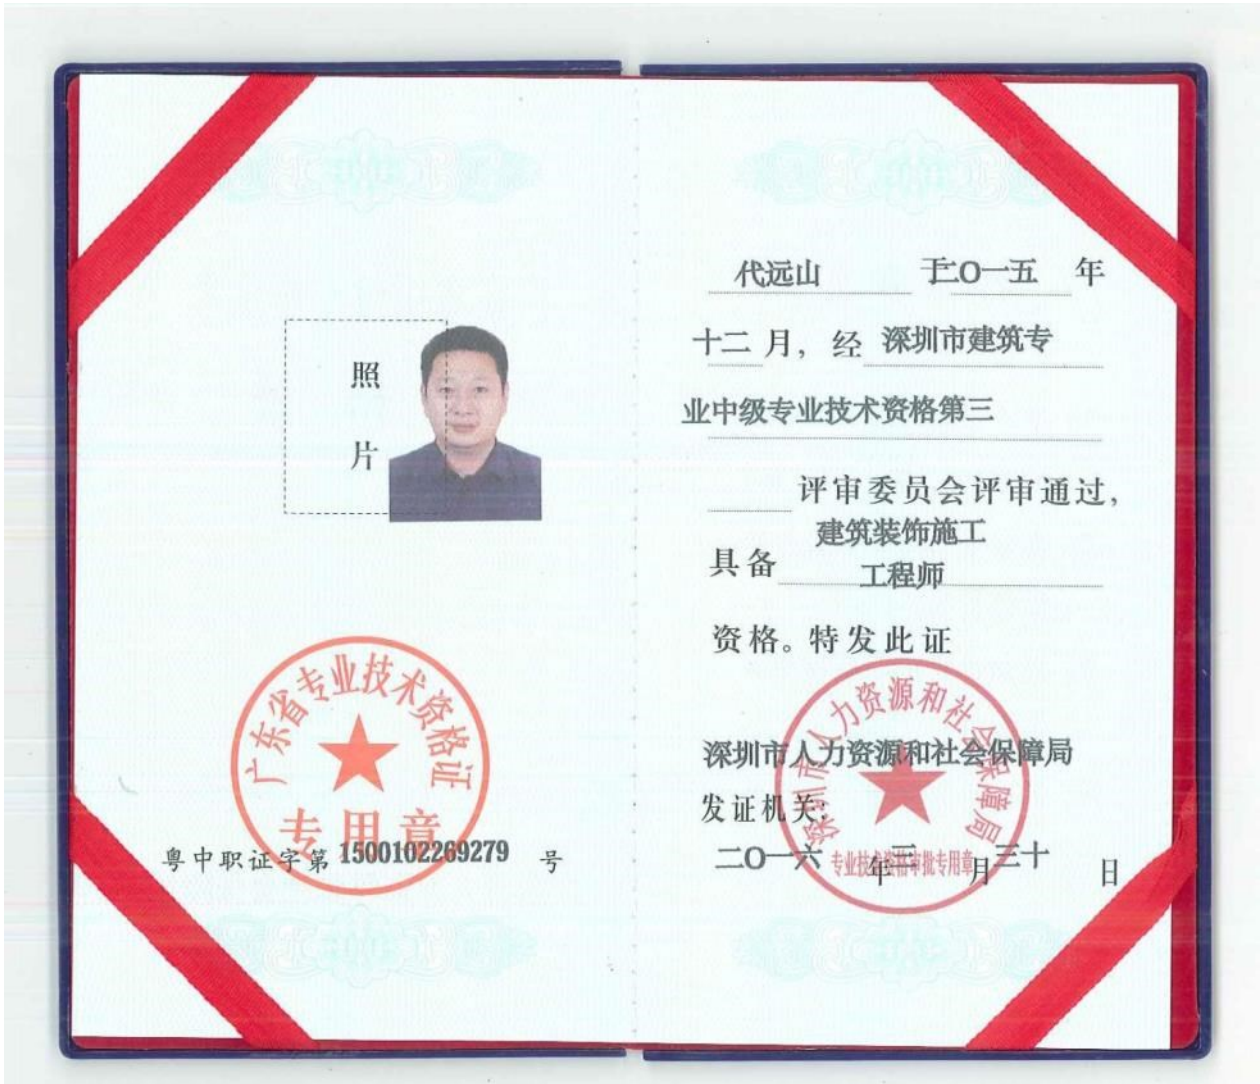 照
片
广东省专业技术资格证
专用章
粤中职证字第 1500102269279 号
代远山 于二O一五 年
十二 月，经 深圳市建筑专
业中级专业技术资格第三
评审委员会评审通过，
建筑装饰施工
具备 工程师
资格。特发此证
深圳市人力资源和社会保障局
深圳市人力资源和社会保障局
发证机关：
专业技术资格审批专用章
二O一六 年 三 月 三十 日